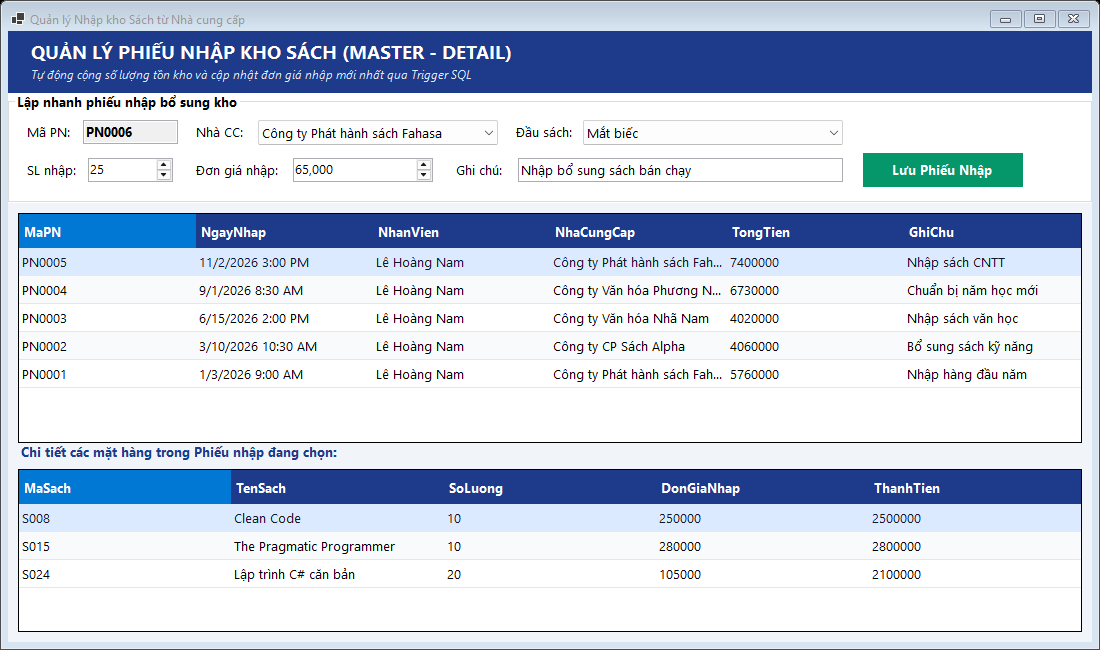 Quản lý Nhập kho Sách từ Nhà cung cấp
QUẢN LÝ PHIẾU NHẬP KHO SÁCH (MASTER - DETAIL)
Tự động cộng số lượng tồn kho và cập nhật đơn giá nhập mới nhất qua Trigger SQL
Lập nhanh phiếu nhập bổ sung kho
Mã PN: PN0006 Nhà CC: Công ty Phát hành sách Fahasa Đầu sách: Mắt biếc
SL nhập: 25 Đơn giá nhập: 65,000 Ghi chú: Nhập bổ sung sách bán chạy Lưu Phiếu Nhập
MaPN NgayNhap NhanVien NhaCungCap TongTien GhiChu
PN0005 11/2/2026 3:00 PM Lê Hoàng Nam Công ty Phát hành sách Fah... 7400000 Nhập sách CNTT
PN0004 9/1/2026 8:30 AM Lê Hoàng Nam Công ty Văn hóa Phương N... 6730000 Chuẩn bị năm học mới
PN0003 6/15/2026 2:00 PM Lê Hoàng Nam Công ty Văn hóa Nhã Nam 4020000 Nhập sách văn học
PN0002 3/10/2026 10:30 AM Lê Hoàng Nam Công ty CP Sách Alpha 4060000 Bổ sung sách kỹ năng
PN0001 1/3/2026 9:00 AM Lê Hoàng Nam Công ty Phát hành sách Fah... 5760000 Nhập hàng đầu năm
Chi tiết các mặt hàng trong Phiếu nhập đang chọn:
MaSach TenSach SoLuong DonGiaNhap ThanhTien
S008 Clean Code 10 250000 2500000
S015 The Pragmatic Programmer 10 280000 2800000
S024 Lập trình C# căn bản 20 105000 2100000